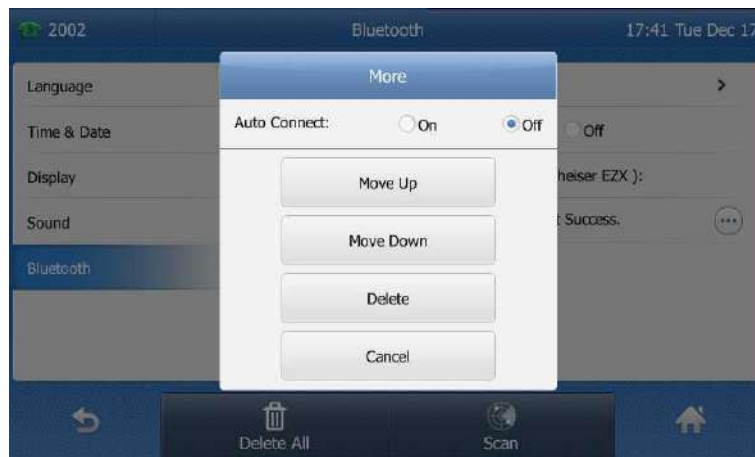 2002 Bluetooth 17:41 Tue Dec 17
More
Language
Auto Connect: On Off Off
Time & Date
Move Up
Display heiser EZX ):
Sound Success.
Move Down
Bluetooth
Delete
Cancel
Delete All Scan